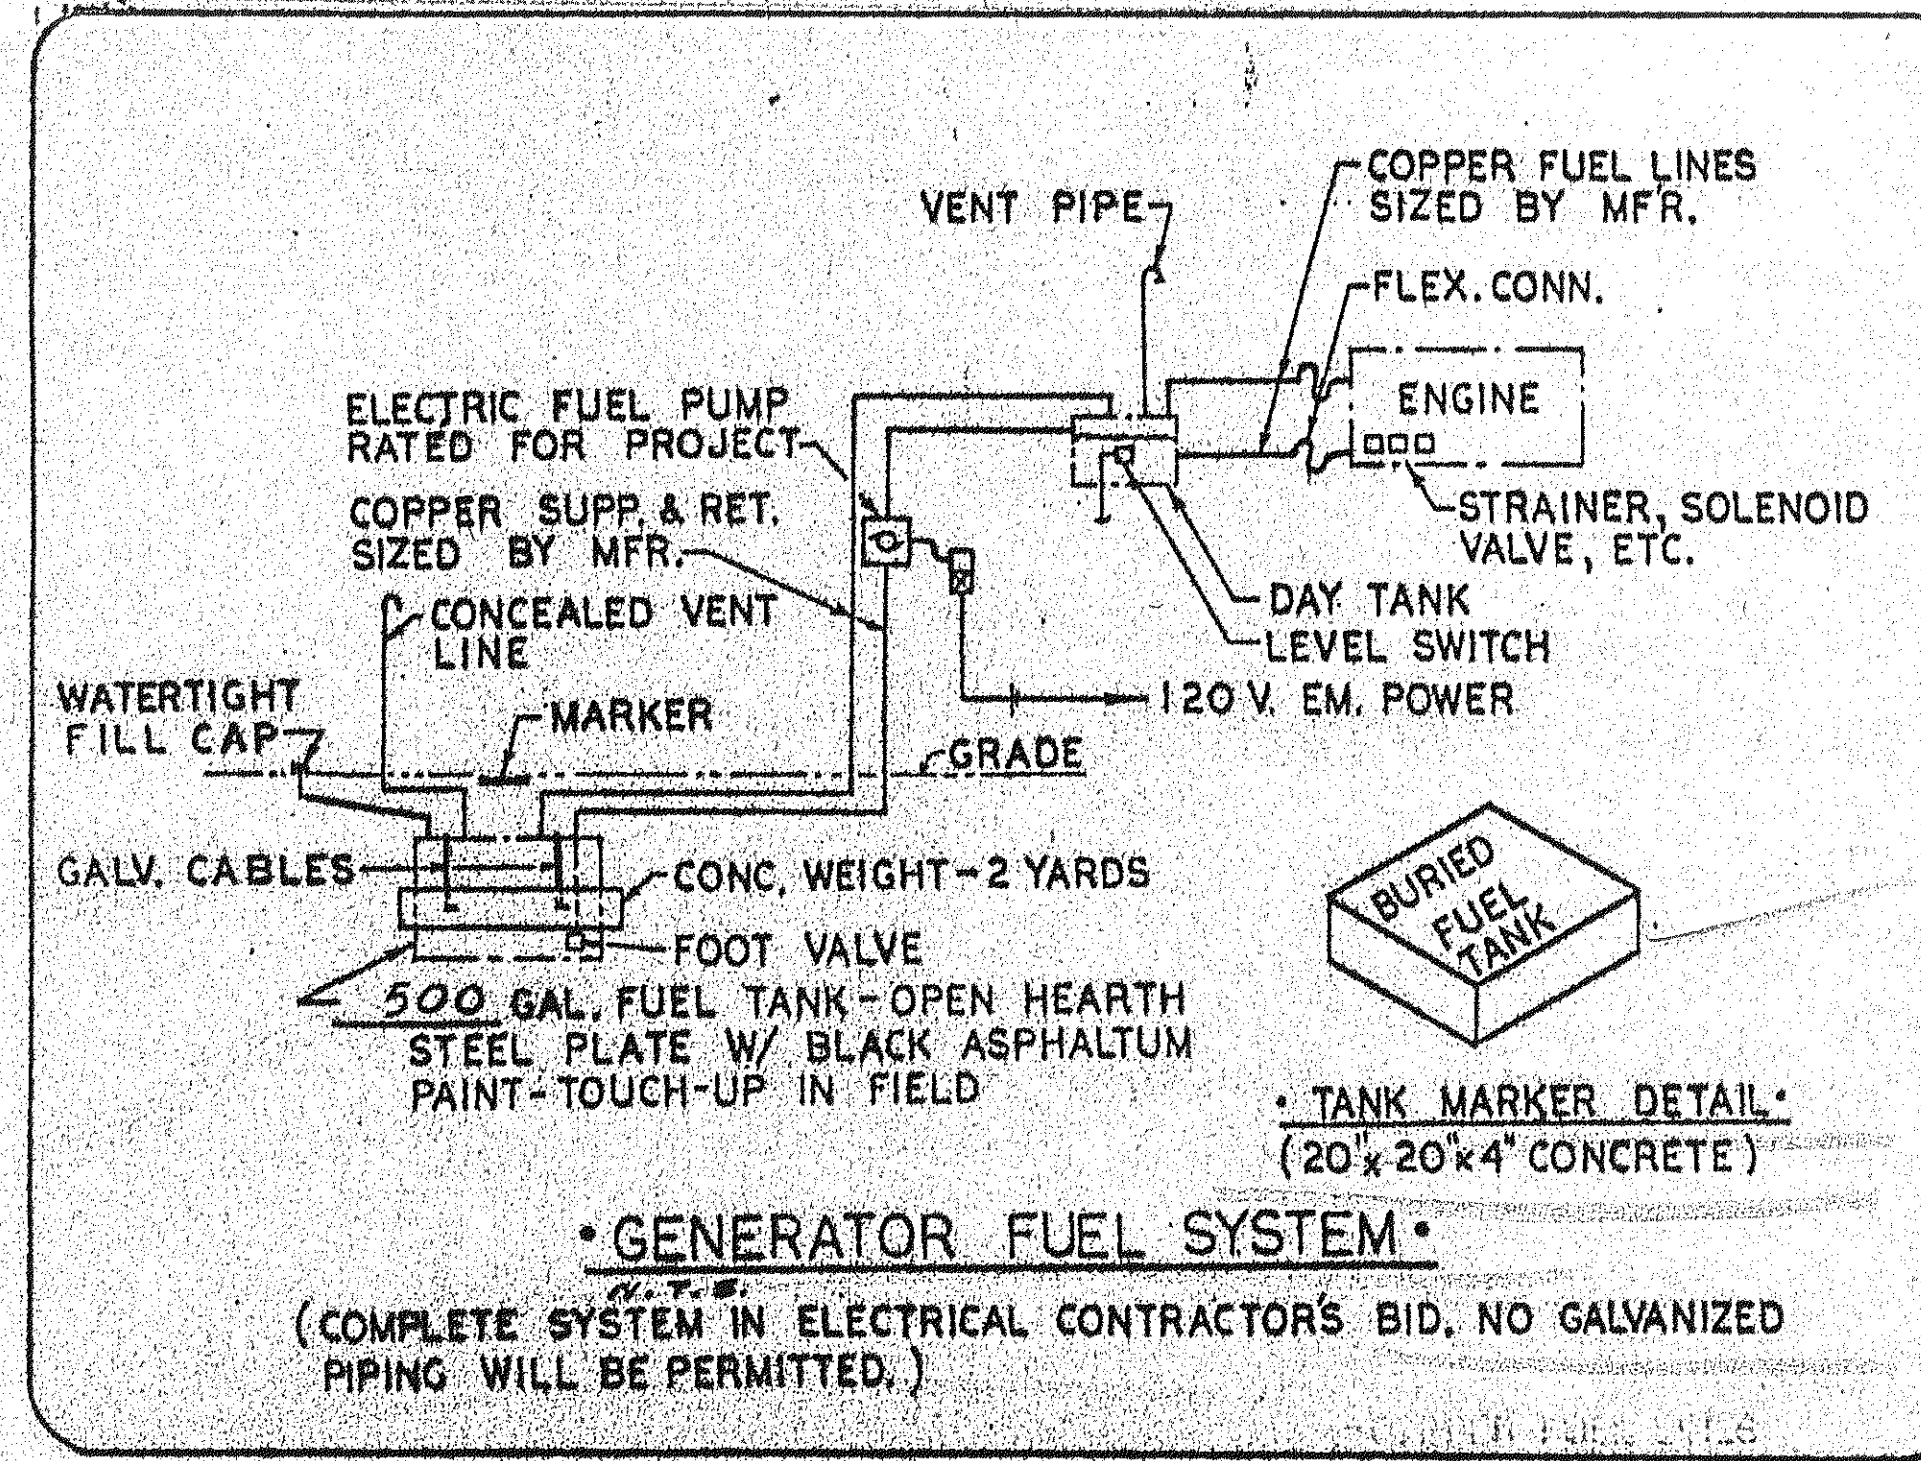 COPPER FUEL LINES
SIZED BY MFR.
VENT PIPE
FLEX. CONN.
ENGINE
ELECTRIC FUEL PUMP
RATED FOR PROJECT
COPPER SUPP. & RET.
SIZED BY MFR.
STRAINER, SOLENOID
VALVE, ETC.
DAY TANK
LEVEL SWITCH
CONCEALED VENT
LINE
120 V. EM. POWER
WATERTIGHT
FILL CAP
MARKER
GRADE
GALV. CABLES
CONC. WEIGHT - 2 YARDS
FOOT VALVE
500 GAL. FUEL TANK - OPEN HEARTH
STEEL PLATE W/ BLACK ASPHALTUM
PAINT - TOUCH-UP IN FIELD
BURIED
FUEL
TANK
• TANK MARKER DETAIL •
(20" x 20" x 4" CONCRETE)
• GENERATOR FUEL SYSTEM •
N.T.S.
(COMPLETE SYSTEM IN ELECTRICAL CONTRACTOR'S BID. NO GALVANIZED
PIPING WILL BE PERMITTED.)